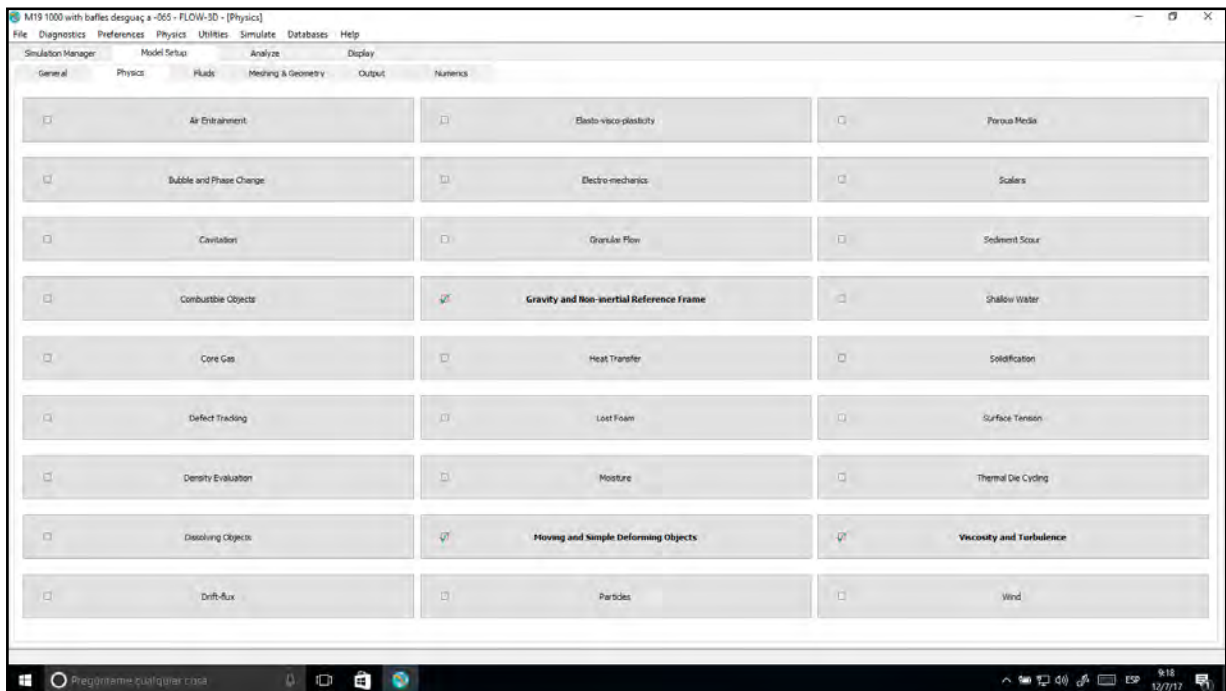 M19 1000 with bafles desguaç a -065 - FLOW-3D - [Physics]
File Diagnostics Preferences Physics Utilities Simulate Databases Help
Simulation Manager Model Setup Analyze Display
General Physics Fluids Meshing & Geometry Output Numerics
Air Entrainment Elasto-visco-plasticity Porous Media
Bubble and Phase Change Electro-mechanics Scalars
Cavitation Granular Flow Sediment Scour
Combustible Objects Gravity and Non-inertial Reference Frame Shallow Water
Core Gas Heat Transfer Solidification
Defect Tracking Lost Foam Surface Tension
Density Evaluation Moisture Thermal Die Cycling
Dissolving Objects Moving and Simple Deforming Objects Viscosity and Turbulence
Drift-flux Particles Wind
Pregúntame cualquier cosa ESP 9:18
12/7/17